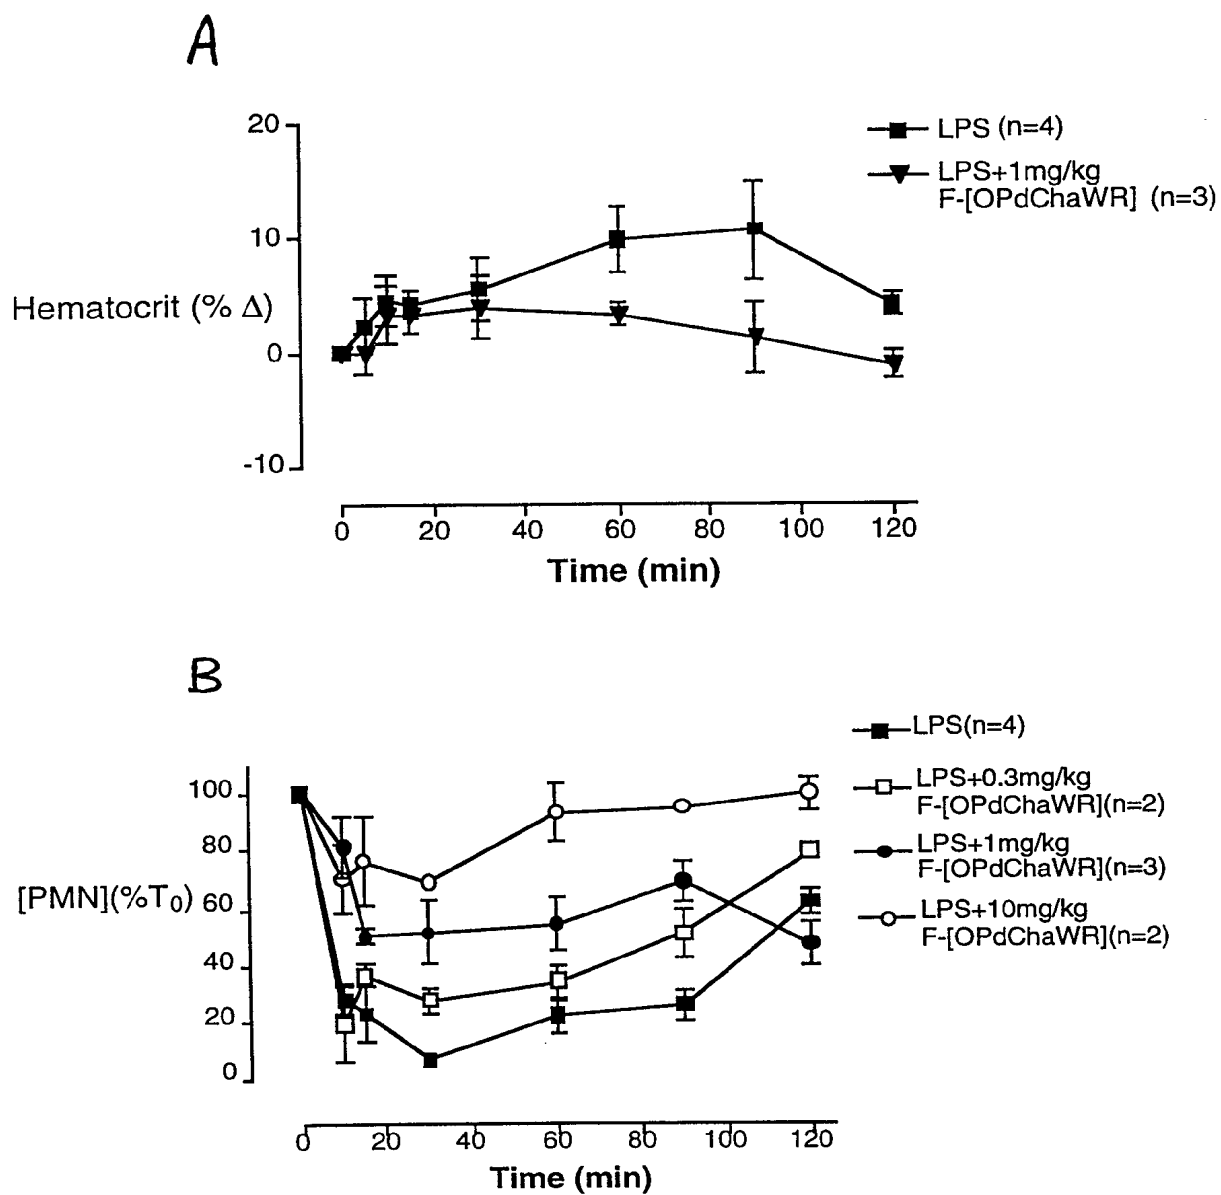 A
20
10
Hematocrit (% Δ)
0
-10
0 20 40 60 80 100 120
Time (min)
LPS (n=4)
LPS+1mg/kg
F-[OPdChaWR] (n=3)
B
100
80
[PMN](%T0)
60
40
20
0
0 20 40 60 80 100 120
Time (min)
LPS(n=4)
LPS+0.3mg/kg
F-[OPdChaWR](n=2)
LPS+1mg/kg
F-[OPdChaWR](n=3)
LPS+10mg/kg
F-[OPdChaWR](n=2)